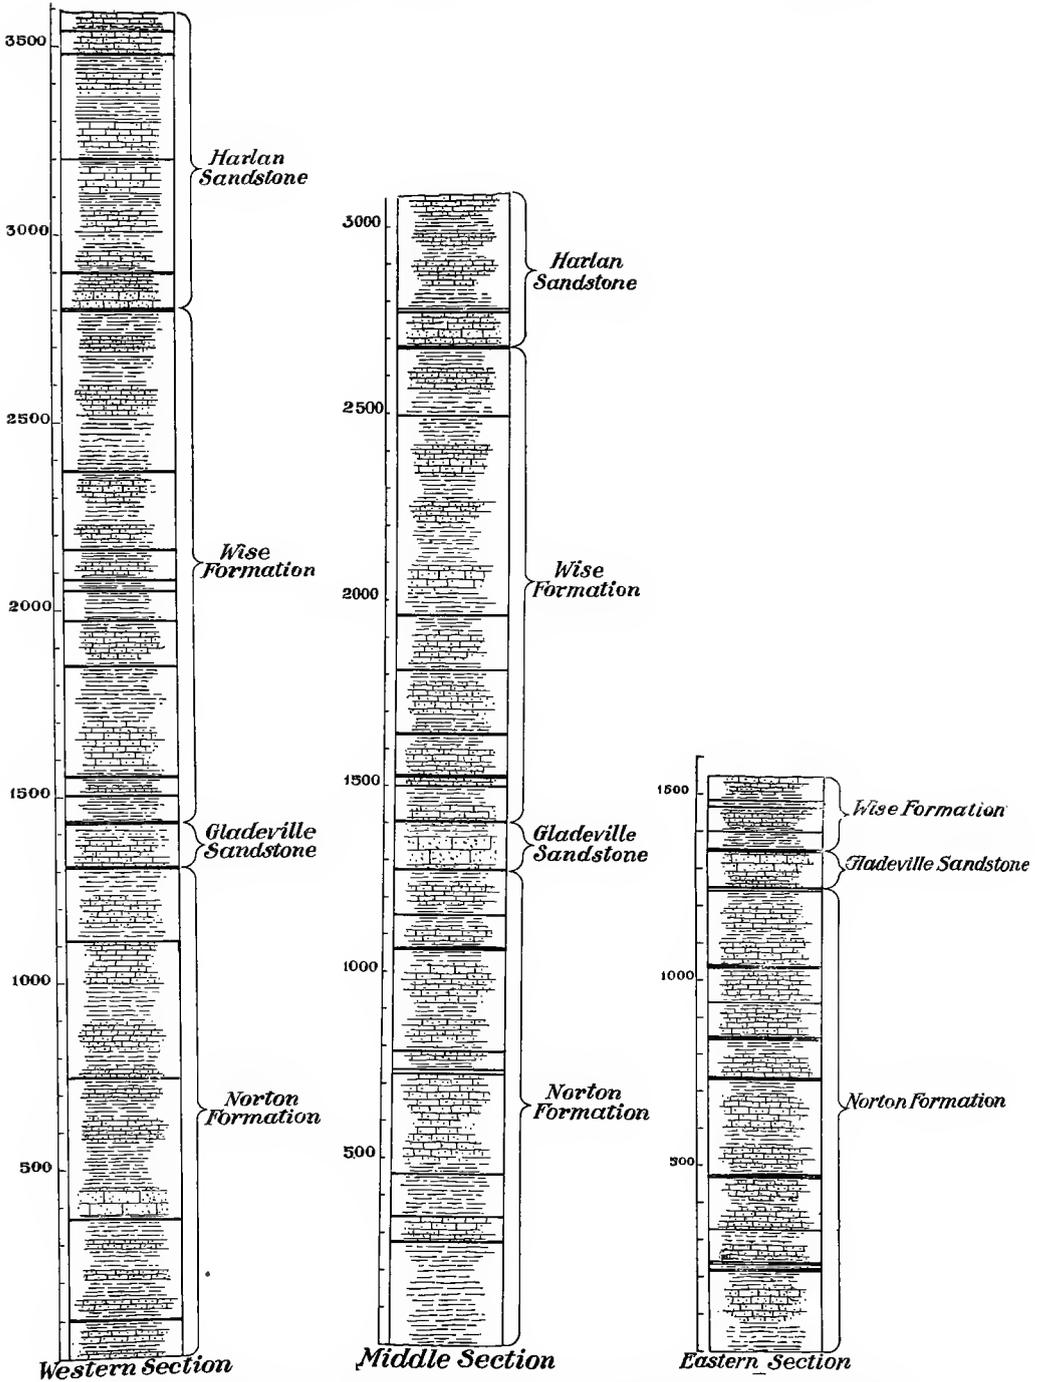 3500
Harlan
Sandstone
3000
2500
Wise
Formation
2000
1500
Gladeville
Sandstone
1000
Norton
Formation
500
Western Section
3000
Harlan
Sandstone
2500
Wise
Formation
2000
1500
Gladeville
Sandstone
1000
Norton
Formation
500
Middle Section
1500
Wise Formation
Gladeville Sandstone
1000
Norton Formation
500
Eastern Section